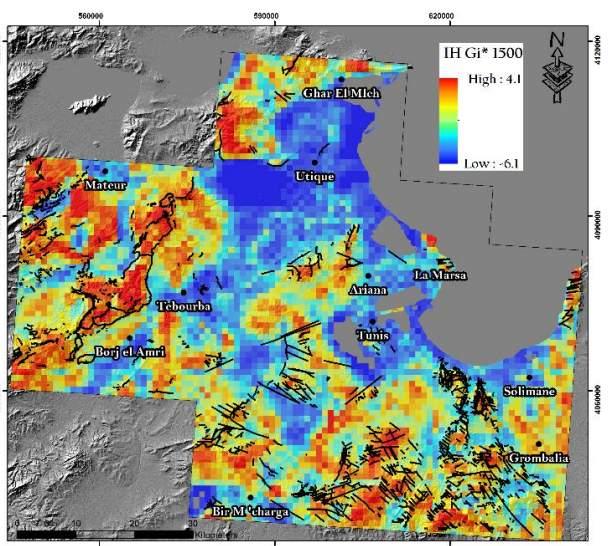 560000 590000 620000
4120000
IH Gi* 1500
N
High : 4.1
Low : -6.1
Ghar El Mlch
Utique
Mateur
4090000
La Marsa
Ariana
Tebourba
Tunis
Borj el Amri
4060000
Solimane
Grombalia
Bir M'charga
0
20
30
Kilometers